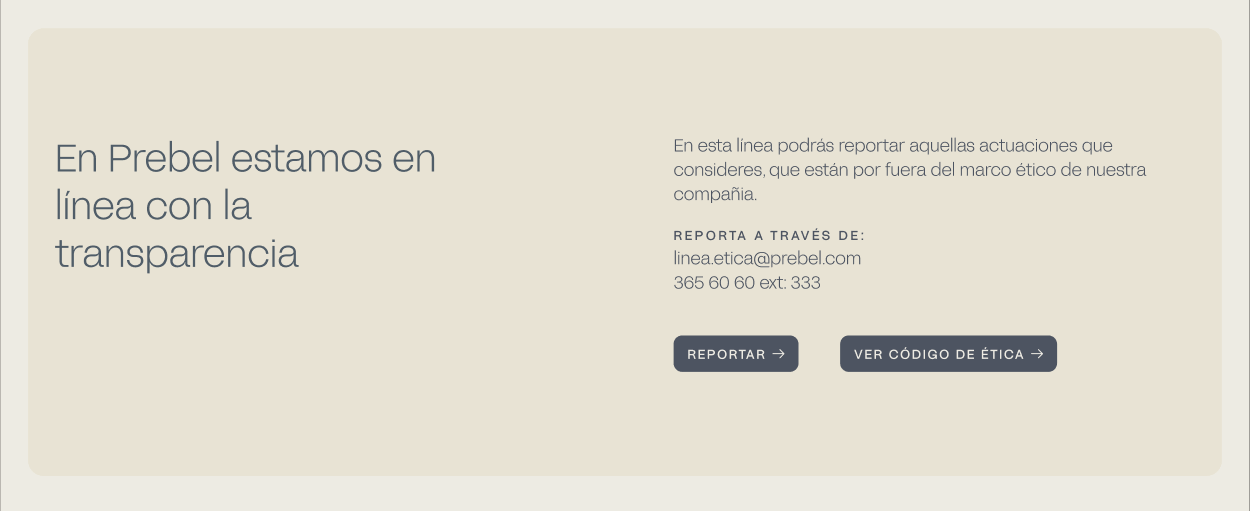 En Prebel estamos en
línea con la
transparencia
En esta línea podrás reportar aquellas actuaciones que
consideres, que están por fuera del marco ético de nuestra
compañia.
REPORTA A TRAVÉS DE:
linea.etica@prebel.com
365 60 60 ext: 333
REPORTAR →
VER CÓDIGO DE ÉTICA →